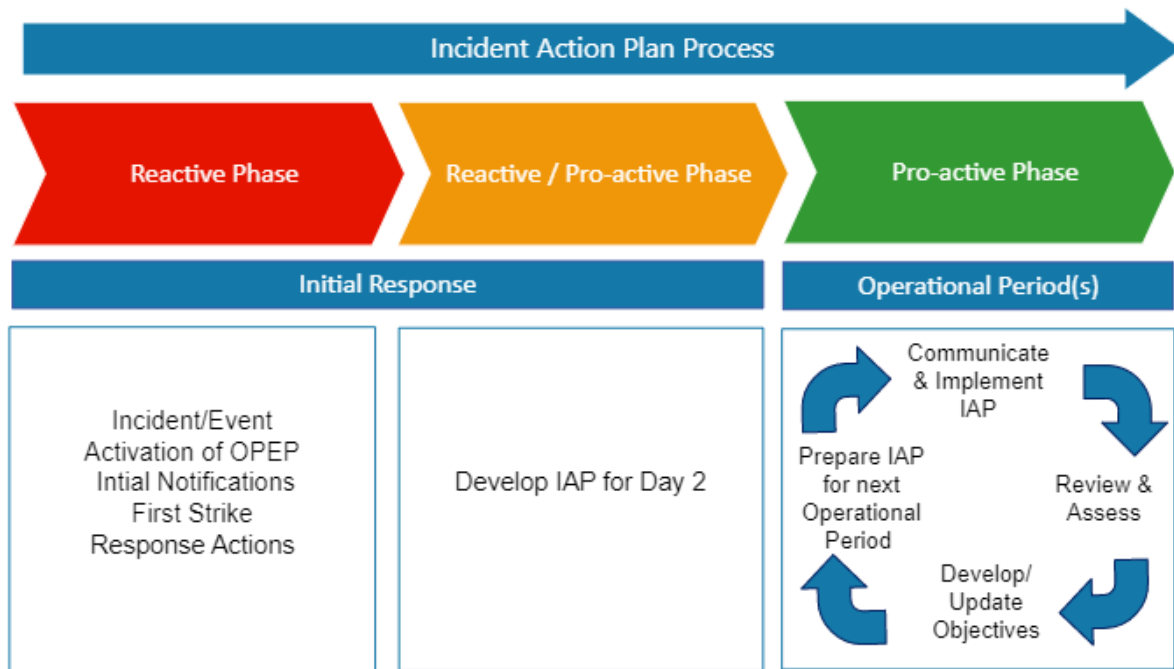 Incident Action Plan Process
Reactive Phase
Reactive / Pro-active Phase
Pro-active Phase
Initial Response
Operational Period(s)
Incident/Event
Activation of OPEP
Intial Notifications
First Strike
Response Actions
Develop IAP for Day 2
Communicate
& Implement
IAP
Review &
Assess
Develop/
Update
Objectives
Prepare IAP
for next
Operational
Period